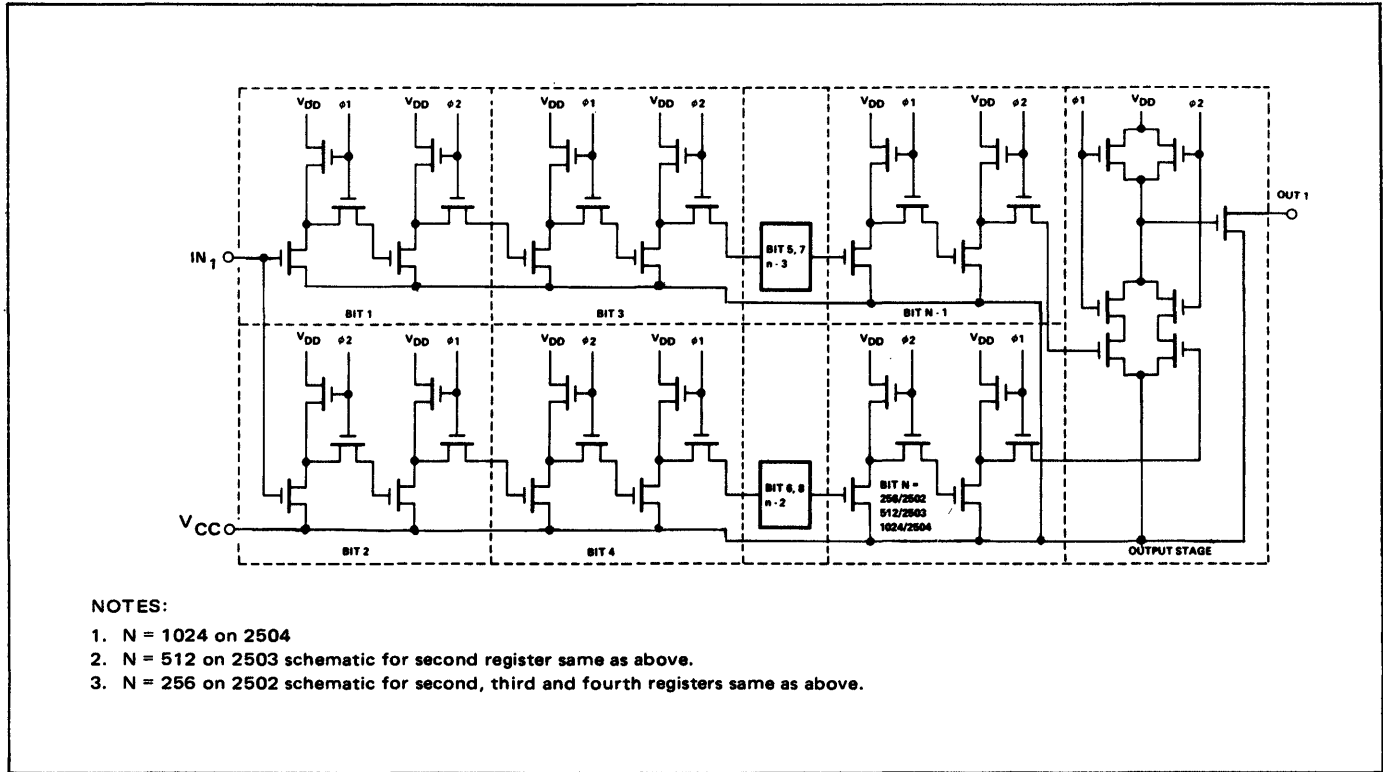 VDD φ1 VDD φ2 VDD φ1 VDD φ2 VDD φ1 VDD φ2 φ1 VDD φ2
OUT 1
IN1
BIT 5, 7
n - 3
BIT 1 BIT 3 BIT N - 1
VDD φ2 VDD φ1 VDD φ2 VDD φ1 VDD φ2 VDD φ1
BIT 6, 8
n - 2
BIT N =
256/2502
512/2503
1024/2504
VCC
BIT 2 BIT 4 OUTPUT STAGE
NOTES:
1. N = 1024 on 2504
2. N = 512 on 2503 schematic for second register same as above.
3. N = 256 on 2502 schematic for second, third and fourth registers same as above.